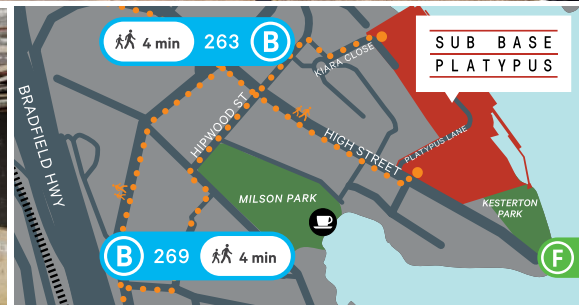 4 min 263 B
SUB BASE
PLATYPUS
KIARA CLOSE
BRADFIELD HWY
HIPWOOD ST
HIGH STREET
PLATYPUS LANE
MILSON PARK
KESTERTON
PARK
B 269 4 min
F